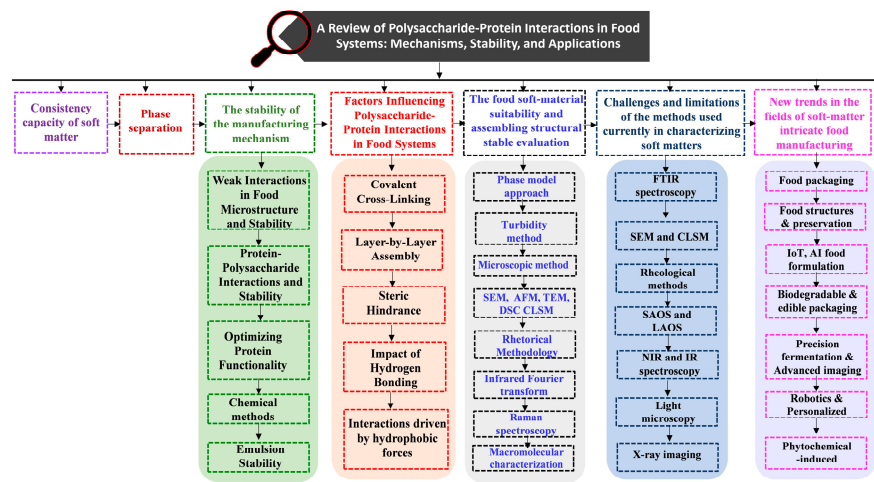 A Review of Polysaccharide-Protein Interactions in Food
Systems: Mechanisms, Stability, and Applications
Consistency
capacity of soft
matter
Phase
separation
The stability of
the manufacturing
mechanism
Factors Influencing
Polysaccharide-
Protein Interactions
in Food Systems
The food soft-material
suitability and
assembling structural
stable evaluation
Challenges and limitations
of the methods used
currently in characterizing
soft matters
New trends in the
fields of soft-matter
intricate food
manufacturing
Weak Interactions
in Food
Microstructure
and Stability
Protein-
Polysaccharide
Interactions and
Stability
Optimizing
Protein
Functionality
Chemical
methods
Emulsion
Stability
Covalent
Cross-Linking
Layer-by-Layer
Assembly
Steric
Hindrance
Impact of
Hydrogen
Bonding
Interactions driven
by hydrophobic
forces
Phase model
approach
Turbidity
method
Microscopic method
SEM, AFM, TEM,
DSC CLSM
Rhetorical
Methodology
Infrared Fourier
transform
Raman
spectroscopy
Macromolecular
characterization
FTIR
spectroscopy
SEM and CLSM
Rheological
methods
SAOS and
LAOS
NIR and IR
spectroscopy
Light
microscopy
X-ray imaging
Food packaging
Food structures
& preservation
IoT, AI food
formulation
Biodegradable &
edible packaging
Precision
fermentation &
Advanced imaging
Robotics &
Personalized
Phytochemical
-induced